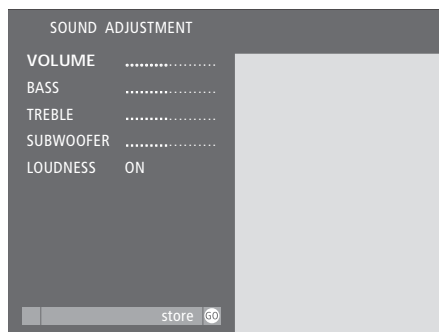 SOUND ADJUSTMENT
VOLUME ...................
BASS ...................
TREBLE ...................
SUBWOOFER ...................
LOUDNESS ON
store GO